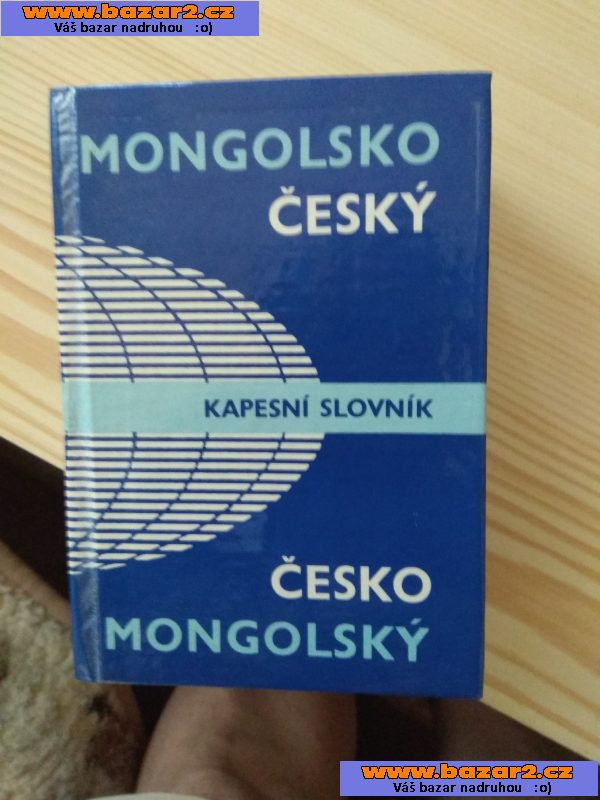 www.bazar2.cz
Váš bazar nadruhou :o)
MONGOLSKO
ČESKÝ
KAPESNÍ SLOVNÍK
ČESKO
MONGOLSKÝ
www.bazar2.cz
Váš bazar nadruhou :o)